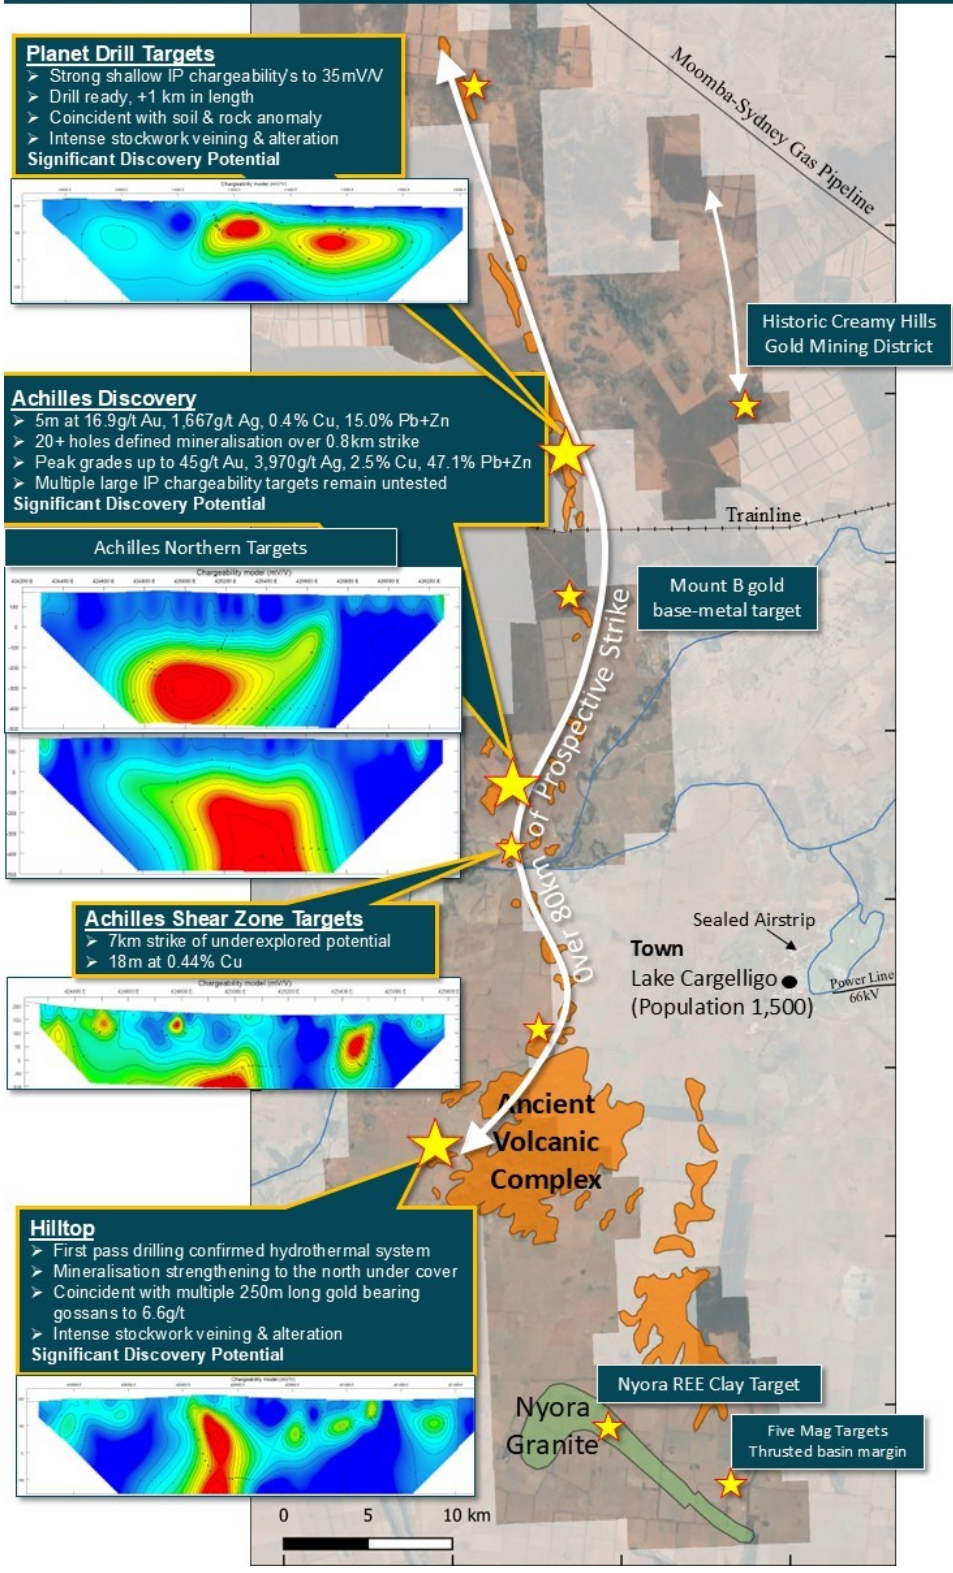 Planet Drill Targets
➢ Strong shallow IP chargeability's to 35mV/V
➢ Drill ready, +1 km in length
➢ Coincident with soil & rock anomaly
➢ Intense stockwork veining & alteration
Significant Discovery Potential
Chargeability model (mV/V)
Moomba-Sydney Gas Pipeline
Historic Creamy Hills
Gold Mining District
Achilles Discovery
➢ 5m at 16.9g/t Au, 1,667g/t Ag, 0.4% Cu, 15.0% Pb+Zn
➢ 20+ holes defined mineralisation over 0.8km strike
➢ Peak grades up to 45g/t Au, 3,970g/t Ag, 2.5% Cu, 47.1% Pb+Zn
➢ Multiple large IP chargeability targets remain untested
Significant Discovery Potential
Trainline
Achilles Northern Targets
Chargeability model (mV/V)
Mount B gold
base-metal target
Over 80km of Prospective Strike
Achilles Shear Zone Targets
➢ 7km strike of underexplored potential
➢ 18m at 0.44% Cu
Chargeability model (mV/V)
Sealed Airstrip
Town
Lake Cargelligo
(Population 1,500)
Power Line
66kV
Ancient
Volcanic
Complex
Hilltop
➢ First pass drilling confirmed hydrothermal system
➢ Mineralisation strengthening to the north under cover
➢ Coincident with multiple 250m long gold bearing
gossans to 6.6g/t
➢ Intense stockwork veining & alteration
Significant Discovery Potential
Chargeability model (mV/V)
Nyora REE Clay Target
Nyora
Granite
Five Mag Targets
Thrusted basin margin
0 5 10 km